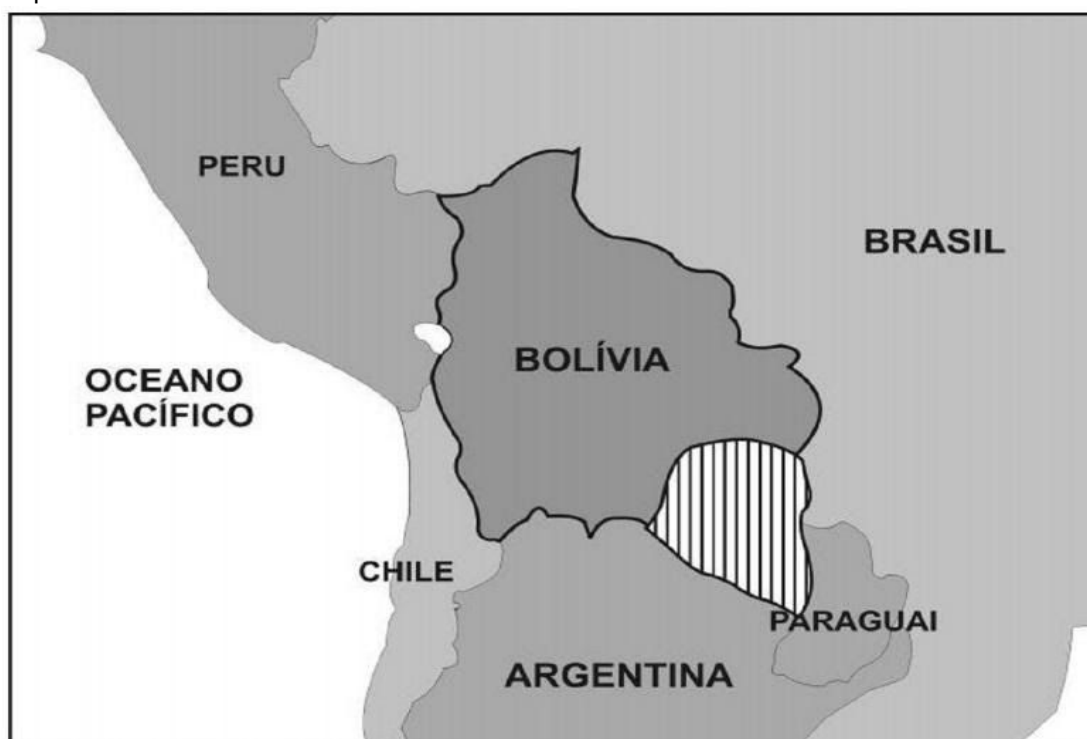 PERU
BRASIL
BOLÍVIA
OCEANO
PACÍFICO
CHILE
PARAGUAI
ARGENTINA